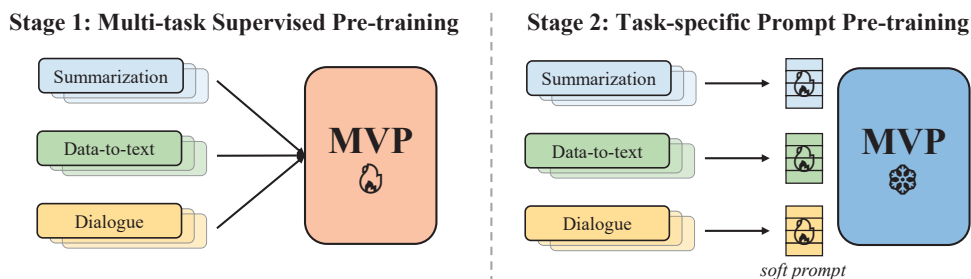 Stage 1: Multi-task Supervised Pre-training
Summarization
Data-to-text
Dialogue
MVP
Stage 2: Task-specific Prompt Pre-training
Summarization
Data-to-text
Dialogue
soft prompt
MVP